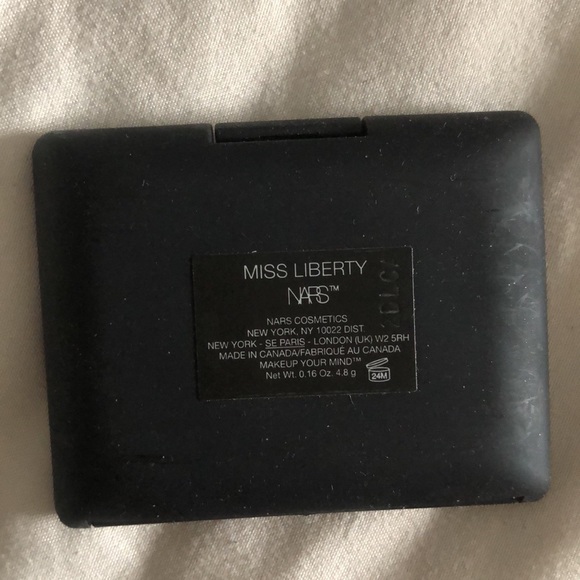 MISS LIBERTY
NARS™
NARS COSMETICS
NEW YORK, NY 10022 DIST.
NEW YORK - SE PARIS - LONDON (UK) W2 5RH
MADE IN CANADA/FABRIQUÉ AU CANADA
MAKEUP YOUR MIND™
Net Wt. 0.16 Oz. 4.8 g
24M